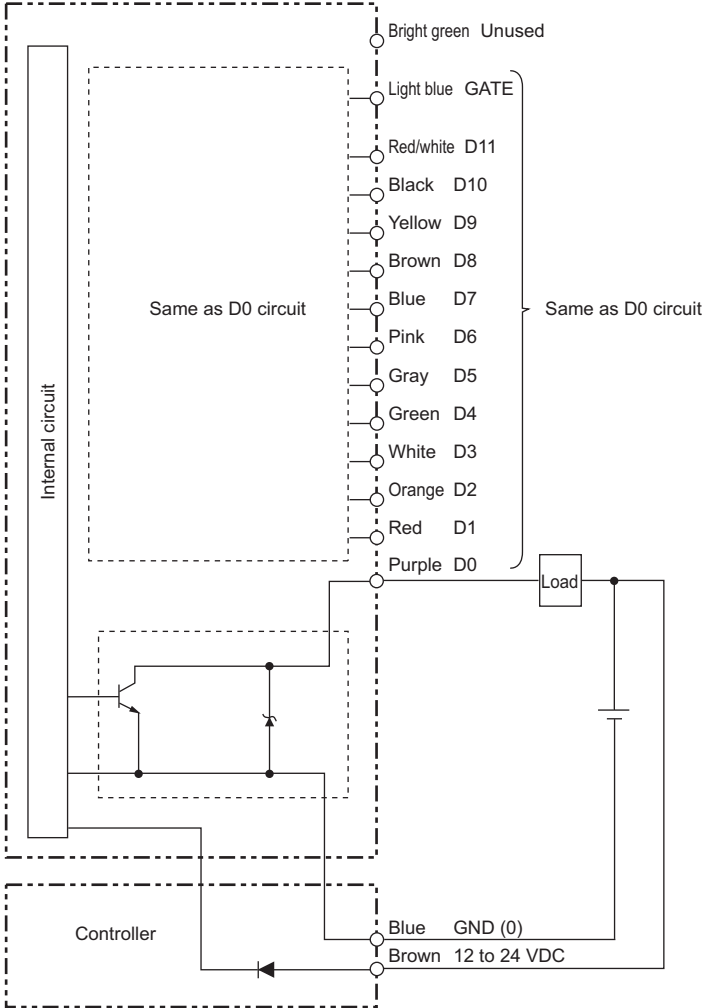 Bright green Unused
Light blue GATE
Red/white D11
Black D10
Yellow D9
Brown D8
Blue D7
Pink D6
Gray D5
Green D4
White D3
Orange D2
Red D1
Purple D0
Same as D0 circuit
Same as D0 circuit
Internal circuit
Load
Controller
Blue GND (0)
Brown 12 to 24 VDC